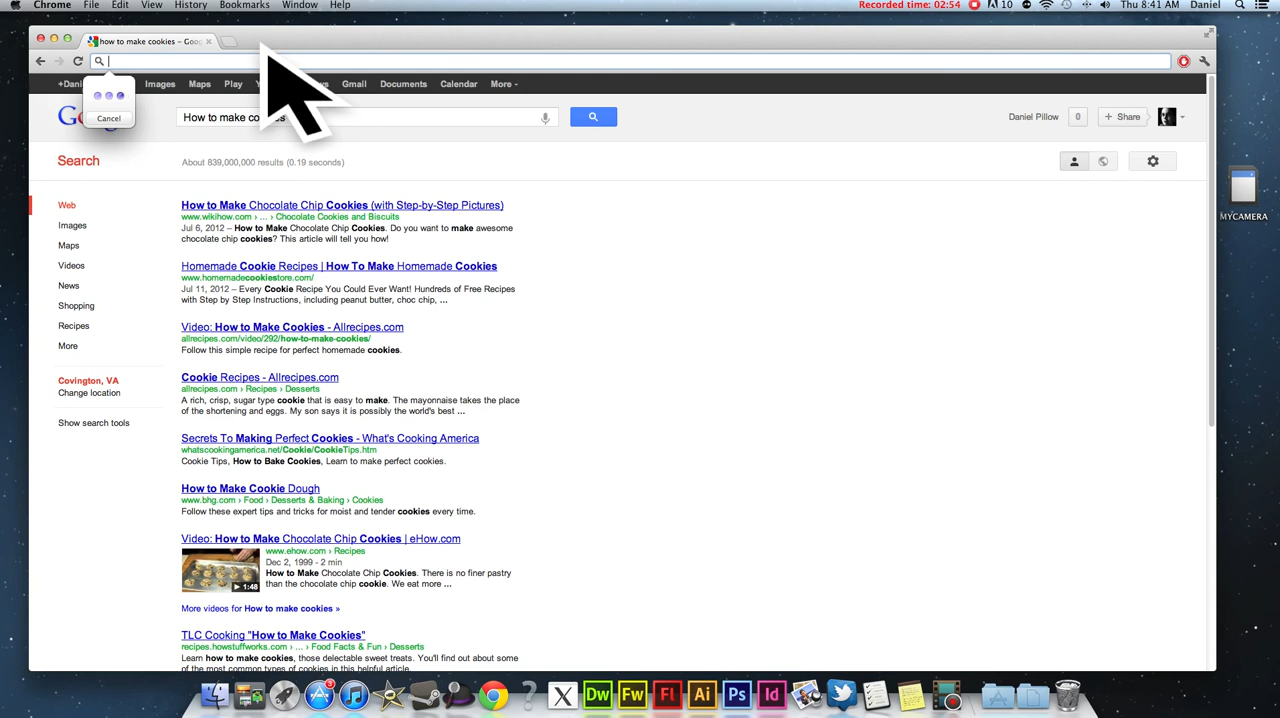 Chrome File Edit View History Bookmarks Window Help Recorded time: 02:54 10 Thu 8:41 AM Daniel
how to make cookies – Goo
Images Maps Play Gmail Documents Calendar More
Cancel
How to make co
Daniel Pillow 0 + Share
Search
About 839,000,000 results (0.19 seconds)
Web
Images
Maps
Videos
News
Shopping
Recipes
More
Covington, VA
Change location
Show search tools
How to Make Chocolate Chip Cookies (with Step-by-Step Pictures)
www.wikihow.com › ... › Chocolate Cookies and Biscuits
Jul 6, 2012 – How to Make Chocolate Chip Cookies. Do you want to make awesome
chocolate chip cookies? This article will tell you how!
Homemade Cookie Recipes | How To Make Homemade Cookies
www.homemadecookiestore.com/
Jul 11, 2012 – Every Cookie Recipe You Could Ever Want! Hundreds of Free Recipes
with Step by Step Instructions, including peanut butter, choc chip, ...
Video: How to Make Cookies - Allrecipes.com
allrecipes.com/video/292/how-to-make-cookies/
Follow this simple recipe for perfect homemade cookies.
Cookie Recipes - Allrecipes.com
allrecipes.com › Recipes › Desserts
A rich, crisp, sugar type cookie that is easy to make. The mayonnaise takes the place
of the shortening and eggs. My son says it is possibly the world's best ...
Secrets To Making Perfect Cookies - What's Cooking America
whatscookingamerica.net/Cookie/CookieTips.htm
Cookie Tips, How to Bake Cookies, Learn to make perfect cookies.
How to Make Cookie Dough
www.bhg.com › Food › Desserts & Baking › Cookies
Follow these expert tips and tricks for moist and tender cookies every time.
Video: How to Make Chocolate Chip Cookies | eHow.com
www.ehow.com › Recipes
Dec 2, 1999 - 2 min
How to Make Chocolate Chip Cookies. There is no finer pastry
than the chocolate chip cookie. We eat more ...
1:48
More videos for How to make cookies »
TLC Cooking "How to Make Cookies"
recipes.howstuffworks.com › ... › Food Facts & Fun › Desserts
Learn how to make cookies, those delectable sweet treats. You'll find out about some
of the most common types of cookies in this helpful article.
MYCAMERA
3
X Dw Fw Fl Ai Ps Id